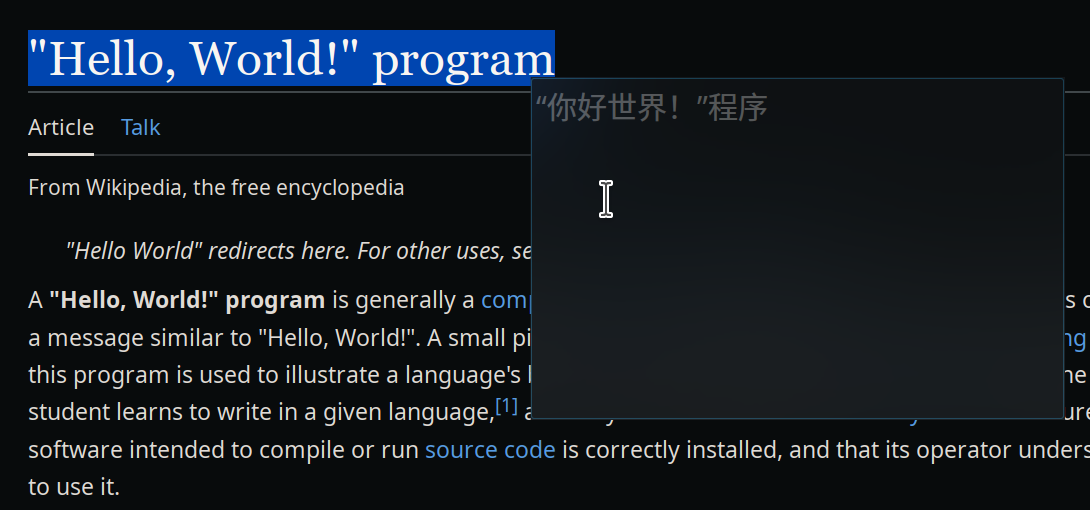 "Hello, World!" program
“你好世界！”程序
Article Talk
From Wikipedia, the free encyclopedia
"Hello World" redirects here. For other uses, se
A "Hello, World!" program is generally a comp
a message similar to "Hello, World!". A small pi ng
this program is used to illustrate a language's he
student learns to write in a given language,[1] a ure
software intended to compile or run source code is correctly installed, and that its operator unders
to use it.